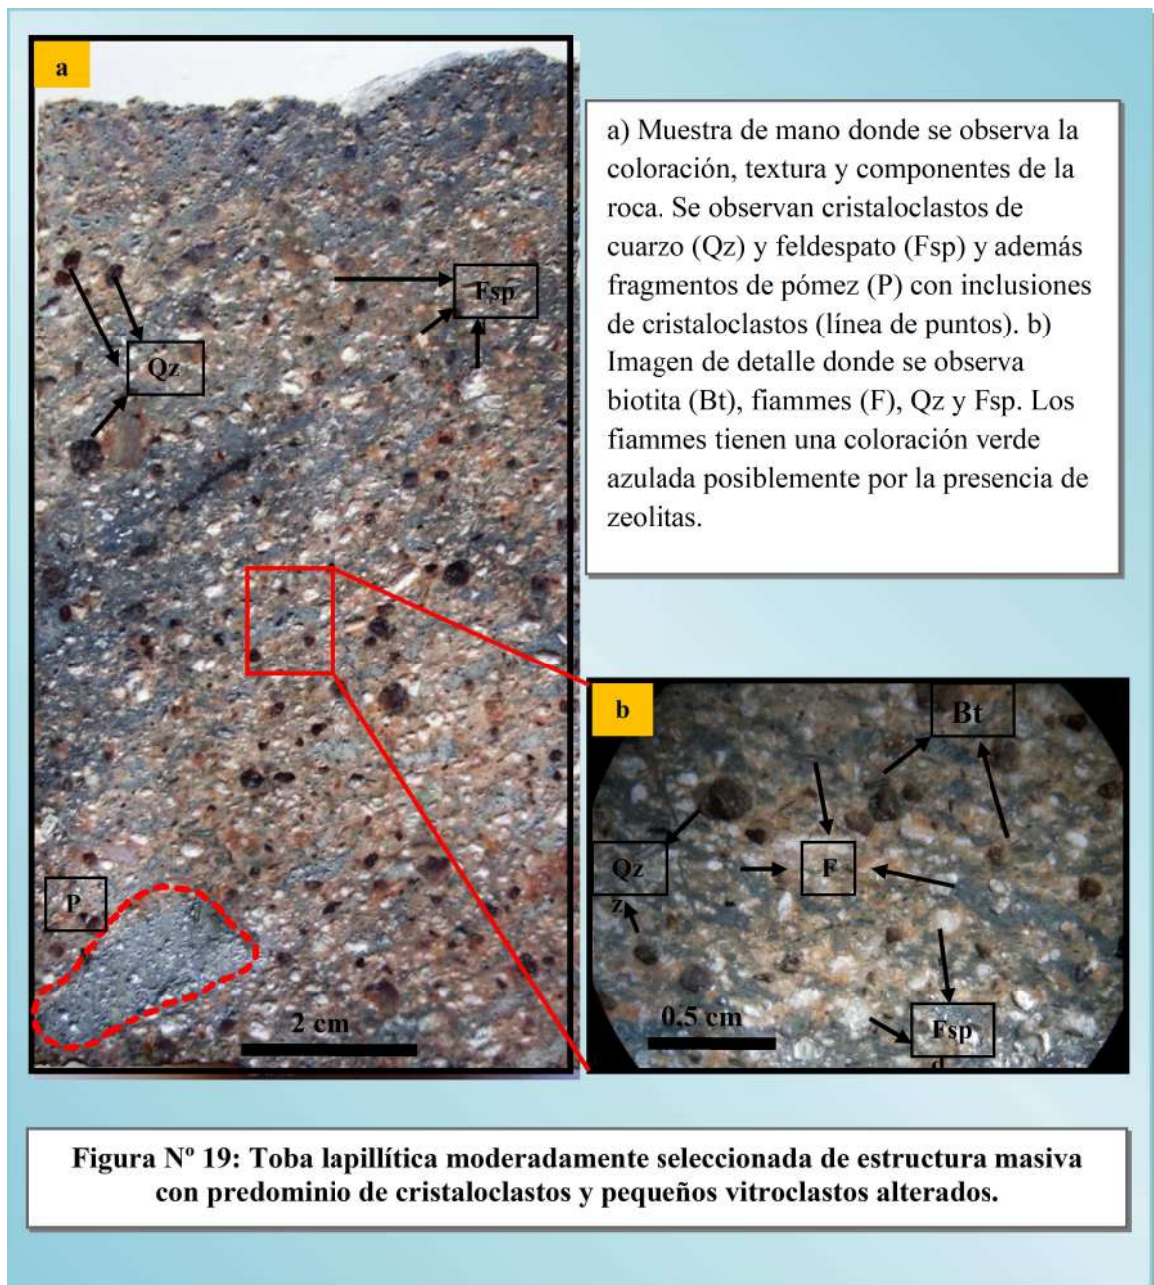 a
Qz
Fsp
P
2 cm
a) Muestra de mano donde se observa la
coloración, textura y componentes de la
roca. Se observan cristaloclastos de
cuarzo (Qz) y feldespato (Fsp) y además
fragmentos de pómez (P) con inclusiones
de cristaloclastos (línea de puntos). b)
Imagen de detalle donde se observa
biotita (Bt), fiammes (F), Qz y Fsp. Los
fiammes tienen una coloración verde
azulada posiblemente por la presencia de
zeolitas.
b
Bt
Qz
z
F
0.5 cm
Fsp
Figura Nº 19: Toba lapillítica moderadamente seleccionada de estructura masiva
con predominio de cristaloclastos y pequeños vitroclastos alterados.